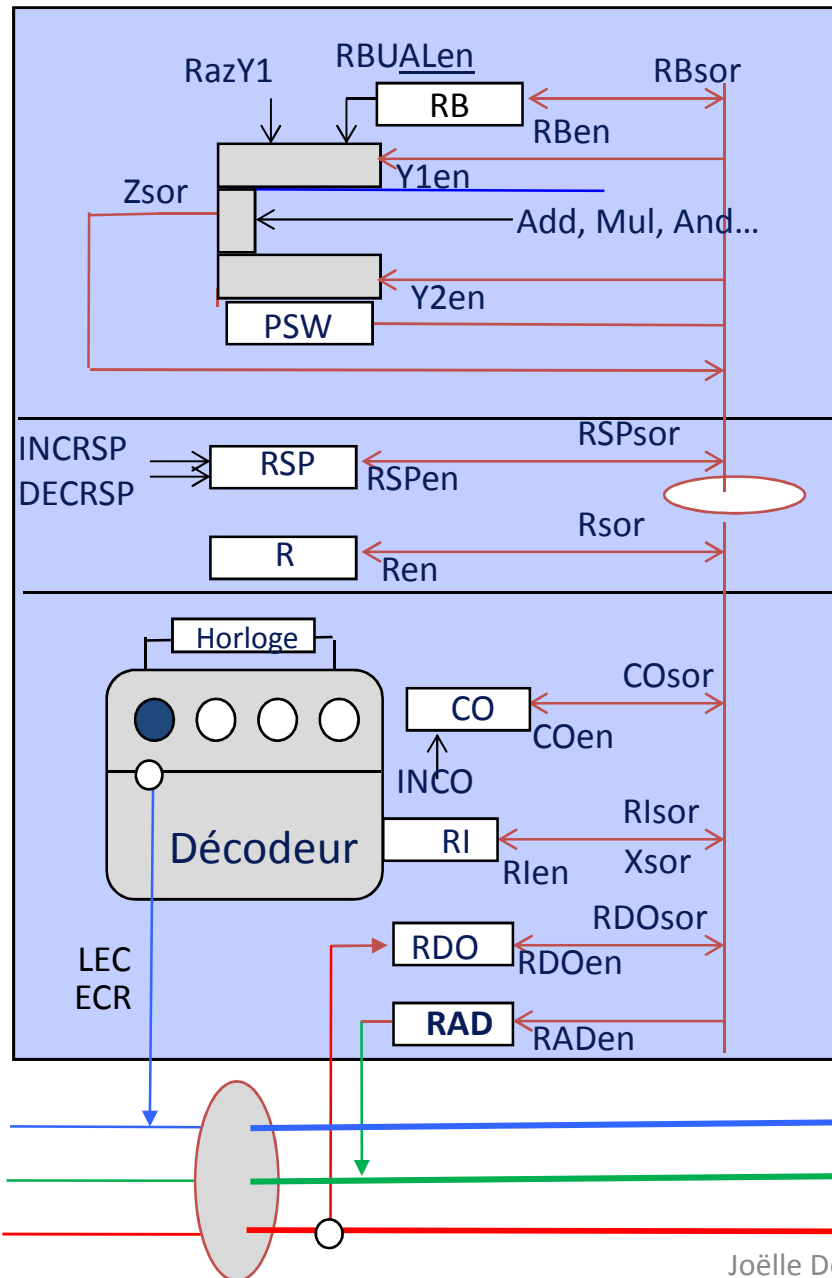 RBUALen
RazY1
RBsor
RB
RBen
Y1en
Zsor
Add, Mul, And...
Y2en
PSW
RSPsor
INCRSP
RSP
RSPen
DECRSP
Rsor
R
Ren
Horloge
COsor
CO
COen
INCO
RIsor
Décodeur
RI
RIen
Xsor
RDOsor
LEC
RDO
RDOen
ECR
RAD
RADen
Joëlle